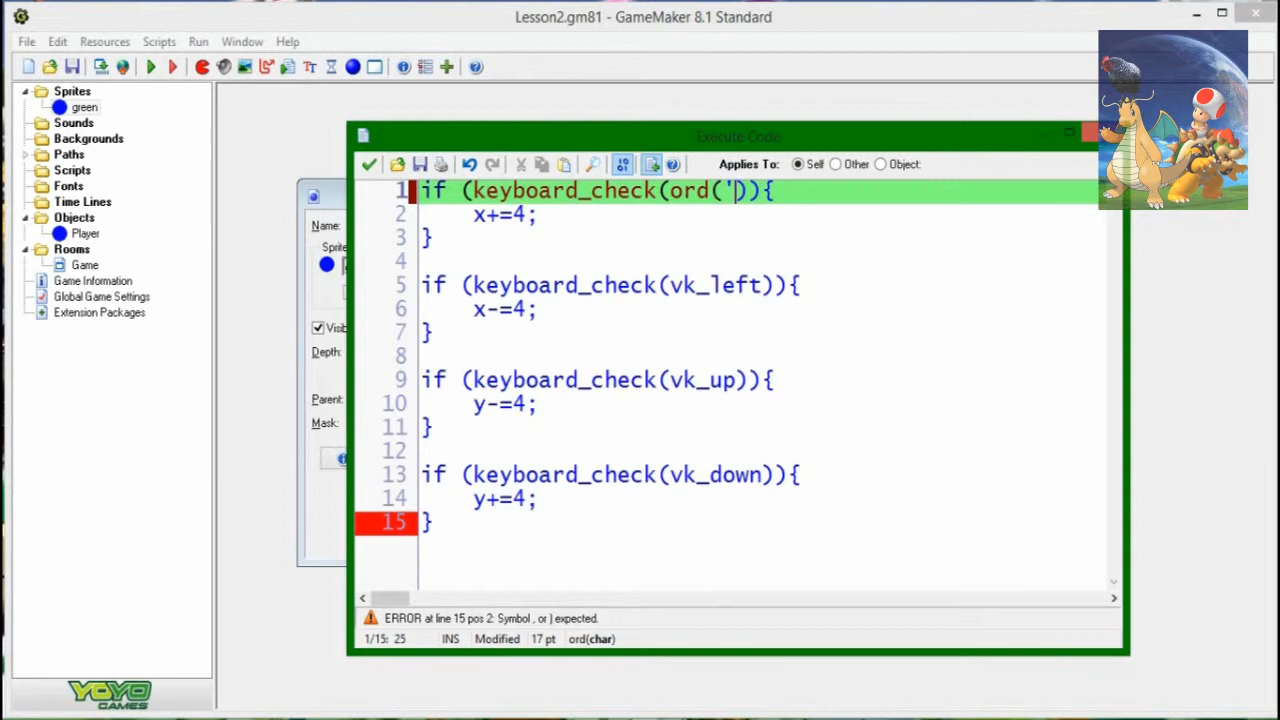 Lesson2.gm81 - GameMaker 8.1 Standard
File Edit Resources Scripts Run Window Help
Sprites
green
Sounds
Backgrounds
Paths
Scripts
Fonts
Time Lines
Objects
Player
Rooms
Game
Game Information
Global Game Settings
Extension Packages
Name:
Sprite
Depth:
Parent:
Mask:
Execute Code
Applies To: Self Other Object:
1 if (keyboard_check(ord(')){
2 x+=4;
3 }
4
5 if (keyboard_check(vk_left)){
6 x-=4;
7 }
8
9 if (keyboard_check(vk_up)){
10 y-=4;
11 }
12
13 if (keyboard_check(vk_down)){
14 y+=4;
15 }
ERROR at line 15 pos 2: Symbol , or ) expected.
1/15: 25 INS Modified 17 pt ord(char)
YOYO
GAMES